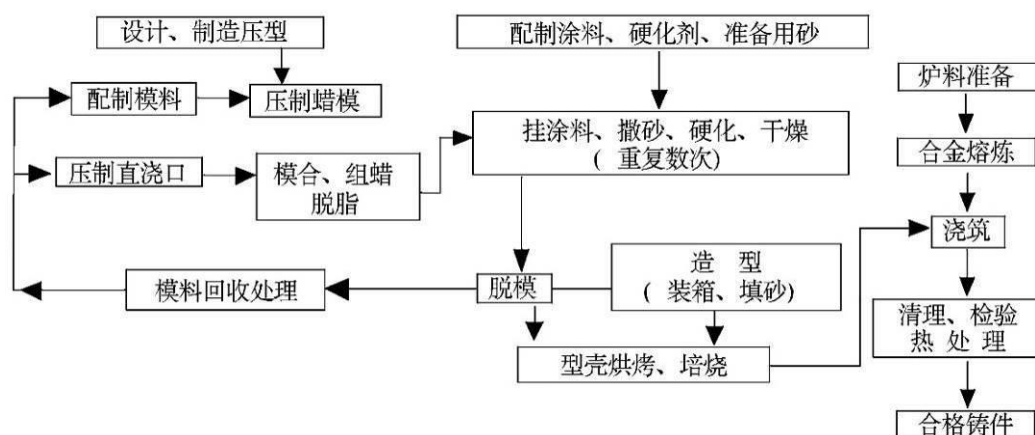 设计、制造压型
配制涂料、硬化剂、准备用砂
炉料准备
配制模料
压制蜡模
挂涂料、撒砂、硬化、干燥
( 重复数次)
合金熔炼
压制直浇口
模合、组蜡
脱脂
浇筑
造 型
( 装箱、填砂)
模料回收处理
脱模
清理、检验
热 处 理
型壳烘烤、培烧
合格铸件